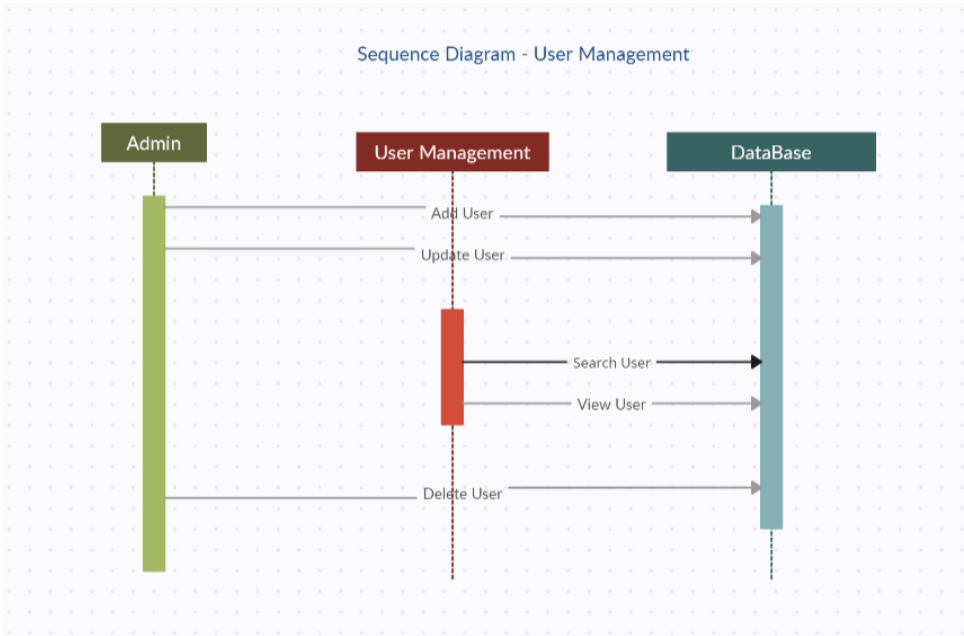 Sequence Diagram - User Management
Admin
User Management
DataBase
Add User
Update User
Search User
View User
Delete User